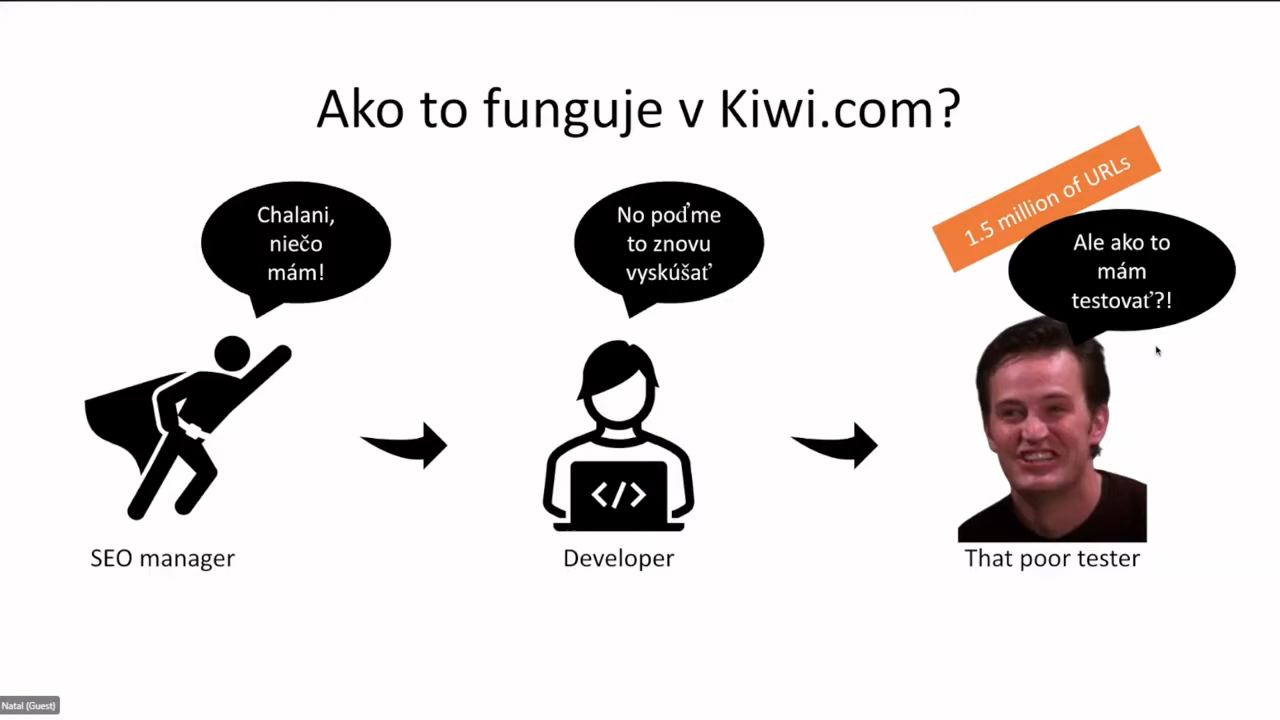 Ako to funguje v Kiwi.com?
Chalani,
niečo
mám!
No poďme
to znovu
vyskúšať
1.5 million of URLs
Ale ako to
mám
testovať?!
</>
SEO manager
Developer
That poor tester
Natal (Guest)